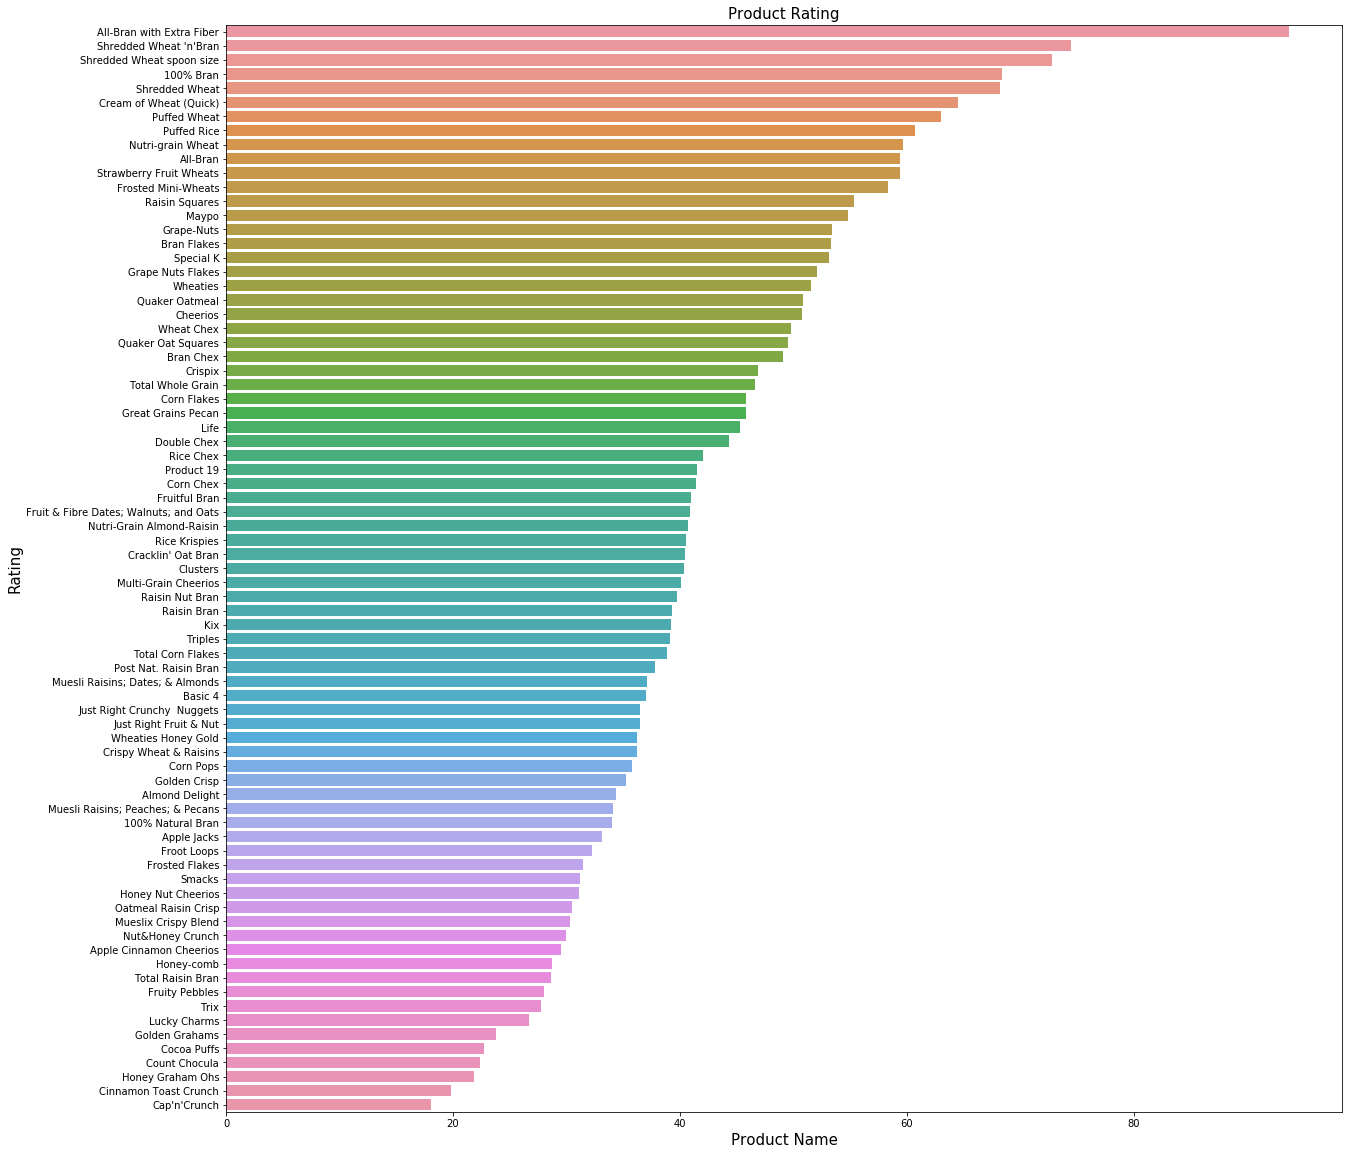 Product Rating
All-Bran with Extra Fiber
Shredded Wheat 'n'Bran
Shredded Wheat spoon size
100% Bran
Shredded Wheat
Cream of Wheat (Quick)
Puffed Wheat
Puffed Rice
Nutri-grain Wheat
All-Bran
Strawberry Fruit Wheats
Frosted Mini-Wheats
Raisin Squares
Maypo
Grape-Nuts
Bran Flakes
Special K
Grape Nuts Flakes
Wheaties
Quaker Oatmeal
Cheerios
Wheat Chex
Quaker Oat Squares
Bran Chex
Crispix
Total Whole Grain
Corn Flakes
Great Grains Pecan
Life
Double Chex
Rice Chex
Product 19
Corn Chex
Fruitful Bran
Fruit & Fibre Dates; Walnuts; and Oats
Nutri-Grain Almond-Raisin
Rice Krispies
Cracklin' Oat Bran
Clusters
Multi-Grain Cheerios
Raisin Nut Bran
Raisin Bran
Kix
Triples
Total Corn Flakes
Post Nat. Raisin Bran
Muesli Raisins; Dates; & Almonds
Basic 4
Just Right Crunchy  Nuggets
Just Right Fruit & Nut
Wheaties Honey Gold
Crispy Wheat & Raisins
Corn Pops
Golden Crisp
Almond Delight
Muesli Raisins; Peaches; & Pecans
100% Natural Bran
Apple Jacks
Froot Loops
Frosted Flakes
Smacks
Honey Nut Cheerios
Oatmeal Raisin Crisp
Mueslix Crispy Blend
Nut&Honey Crunch
Apple Cinnamon Cheerios
Honey-comb
Total Raisin Bran
Fruity Pebbles
Trix
Lucky Charms
Golden Grahams
Cocoa Puffs
Count Chocula
Honey Graham Ohs
Cinnamon Toast Crunch
Cap'n'Crunch
Rating
0 20 40 60 80
Product Name